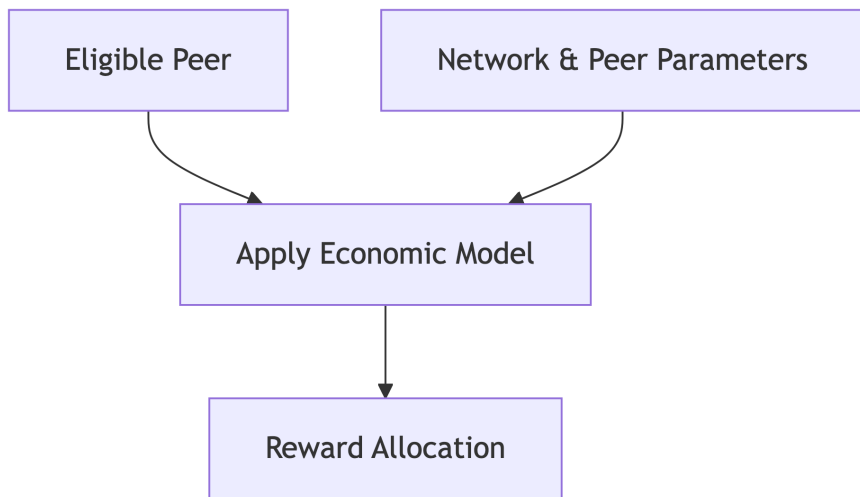 Eligible Peer
Network & Peer Parameters
Apply Economic Model
Reward Allocation